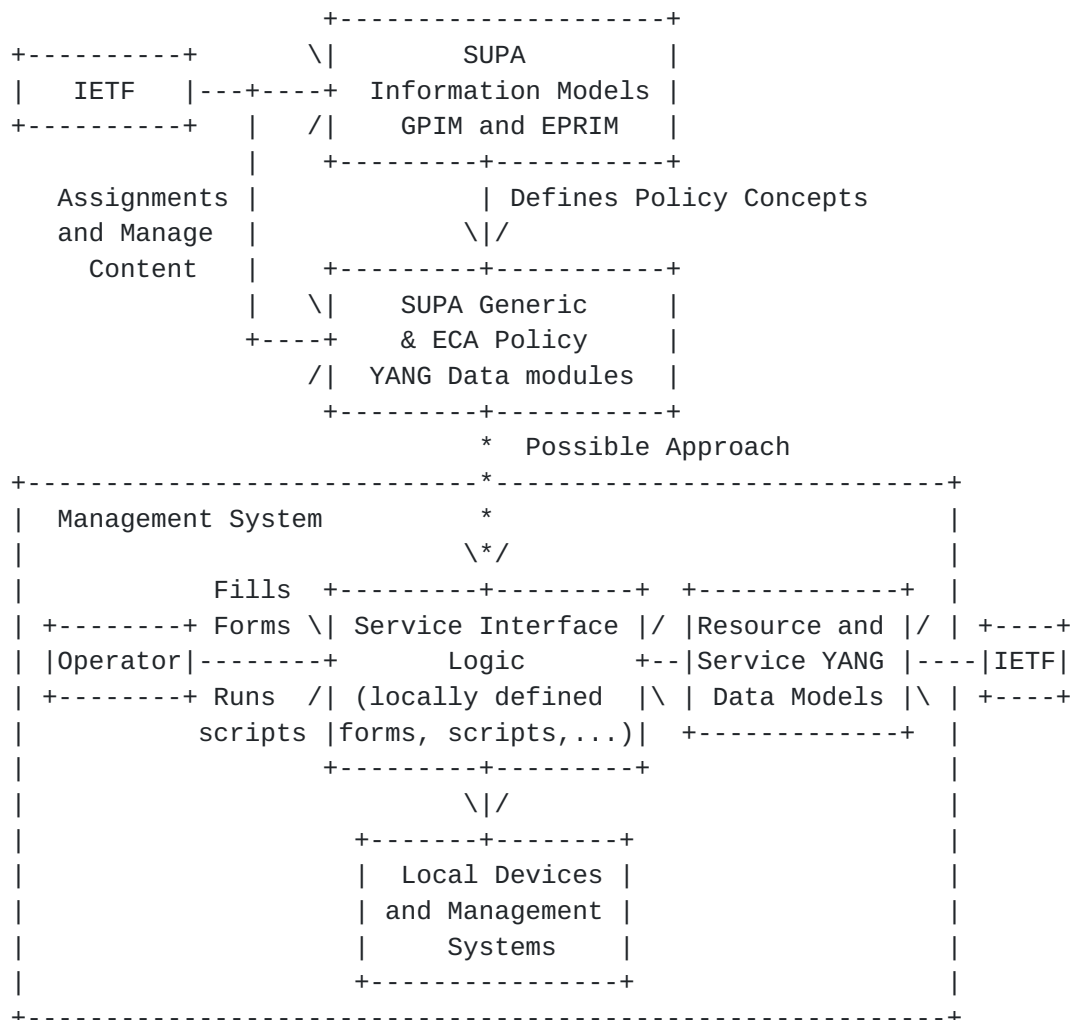 SUPA
IETF
Information Models
GPIM and EPRIM
Assignments
and Manage
Content
Defines Policy Concepts
SUPA Generic
& ECA Policy
YANG Data modules
Possible Approach
Management System
Fills
Forms
Operator
Runs
scripts
Service Interface
Logic
(locally defined
forms, scripts,...)
Resource and
Service YANG
Data Models
IETF
Local Devices
and Management
Systems